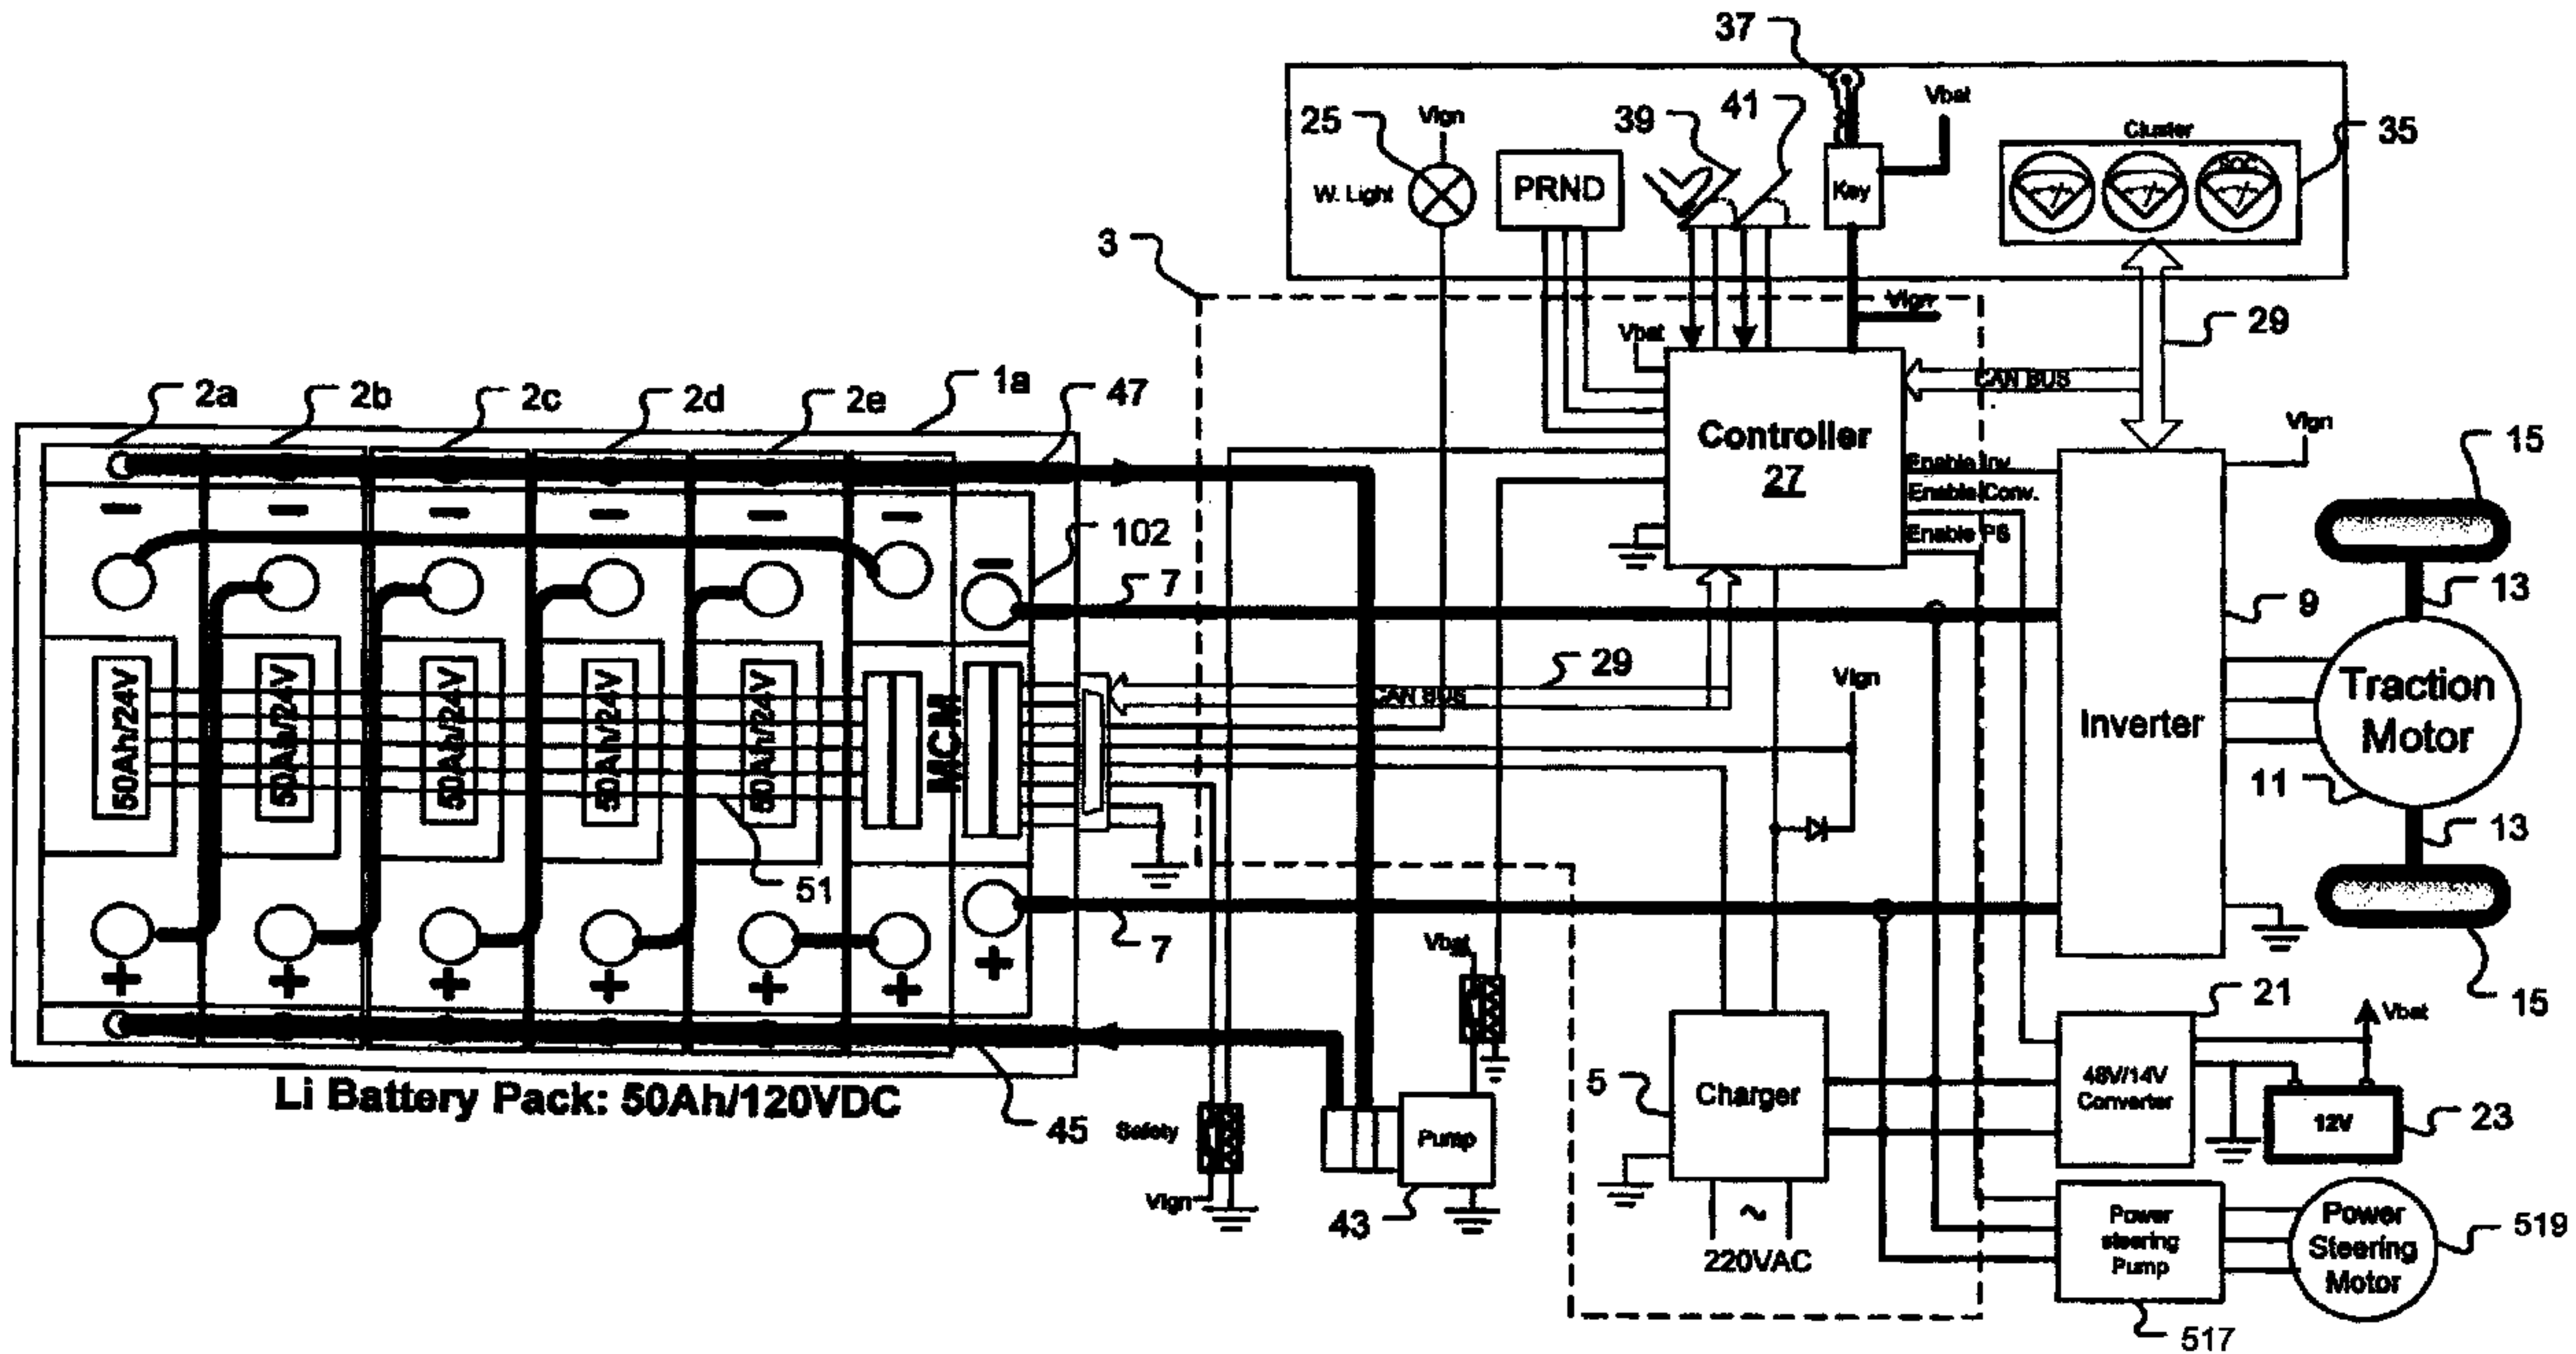 37
Vbat
25
Vign
39
41
Cluster
35
W. Light
PRND
Key
SOC
3
Vign
29
Vbat
CAN BUS
2a
2b
2c
2d
2e
1a
47
Controller
27
Vign
15
Enable Inv
Enable Conv.
Enable PS
102
7
13
9
50Ah/24V
50Ah/24V
50Ah/24V
50Ah/24V
50Ah/24V
MCM
29
CAN BUS
Vign
Inverter
Traction
Motor
11
13
51
7
Vbat
15
21
Vbat
Li Battery Pack: 50Ah/120VDC
45
Safety
Vign
Pump
43
5
Charger
~
220VAC
48V/14V
Converter
12V
23
Power
steering
Pump
517
Power
Steering
Motor
519